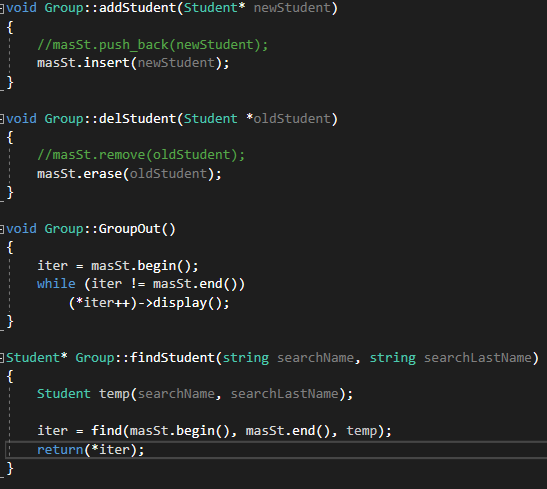 void Group::addStudent(Student* newStudent)
{
    //masSt.push_back(newStudent);
    masSt.insert(newStudent);
}
void Group::delStudent(Student *oldStudent)
{
    //masSt.remove(oldStudent);
    masSt.erase(oldStudent);
}
void Group::GroupOut()
{
    iter = masSt.begin();
    while (iter != masSt.end())
        (*iter++)->display();
}
Student* Group::findStudent(string searchName, string searchLastName)
{
    Student temp(searchName, searchLastName);
    iter = find(masSt.begin(), masSt.end(), temp);
    return(*iter);
}